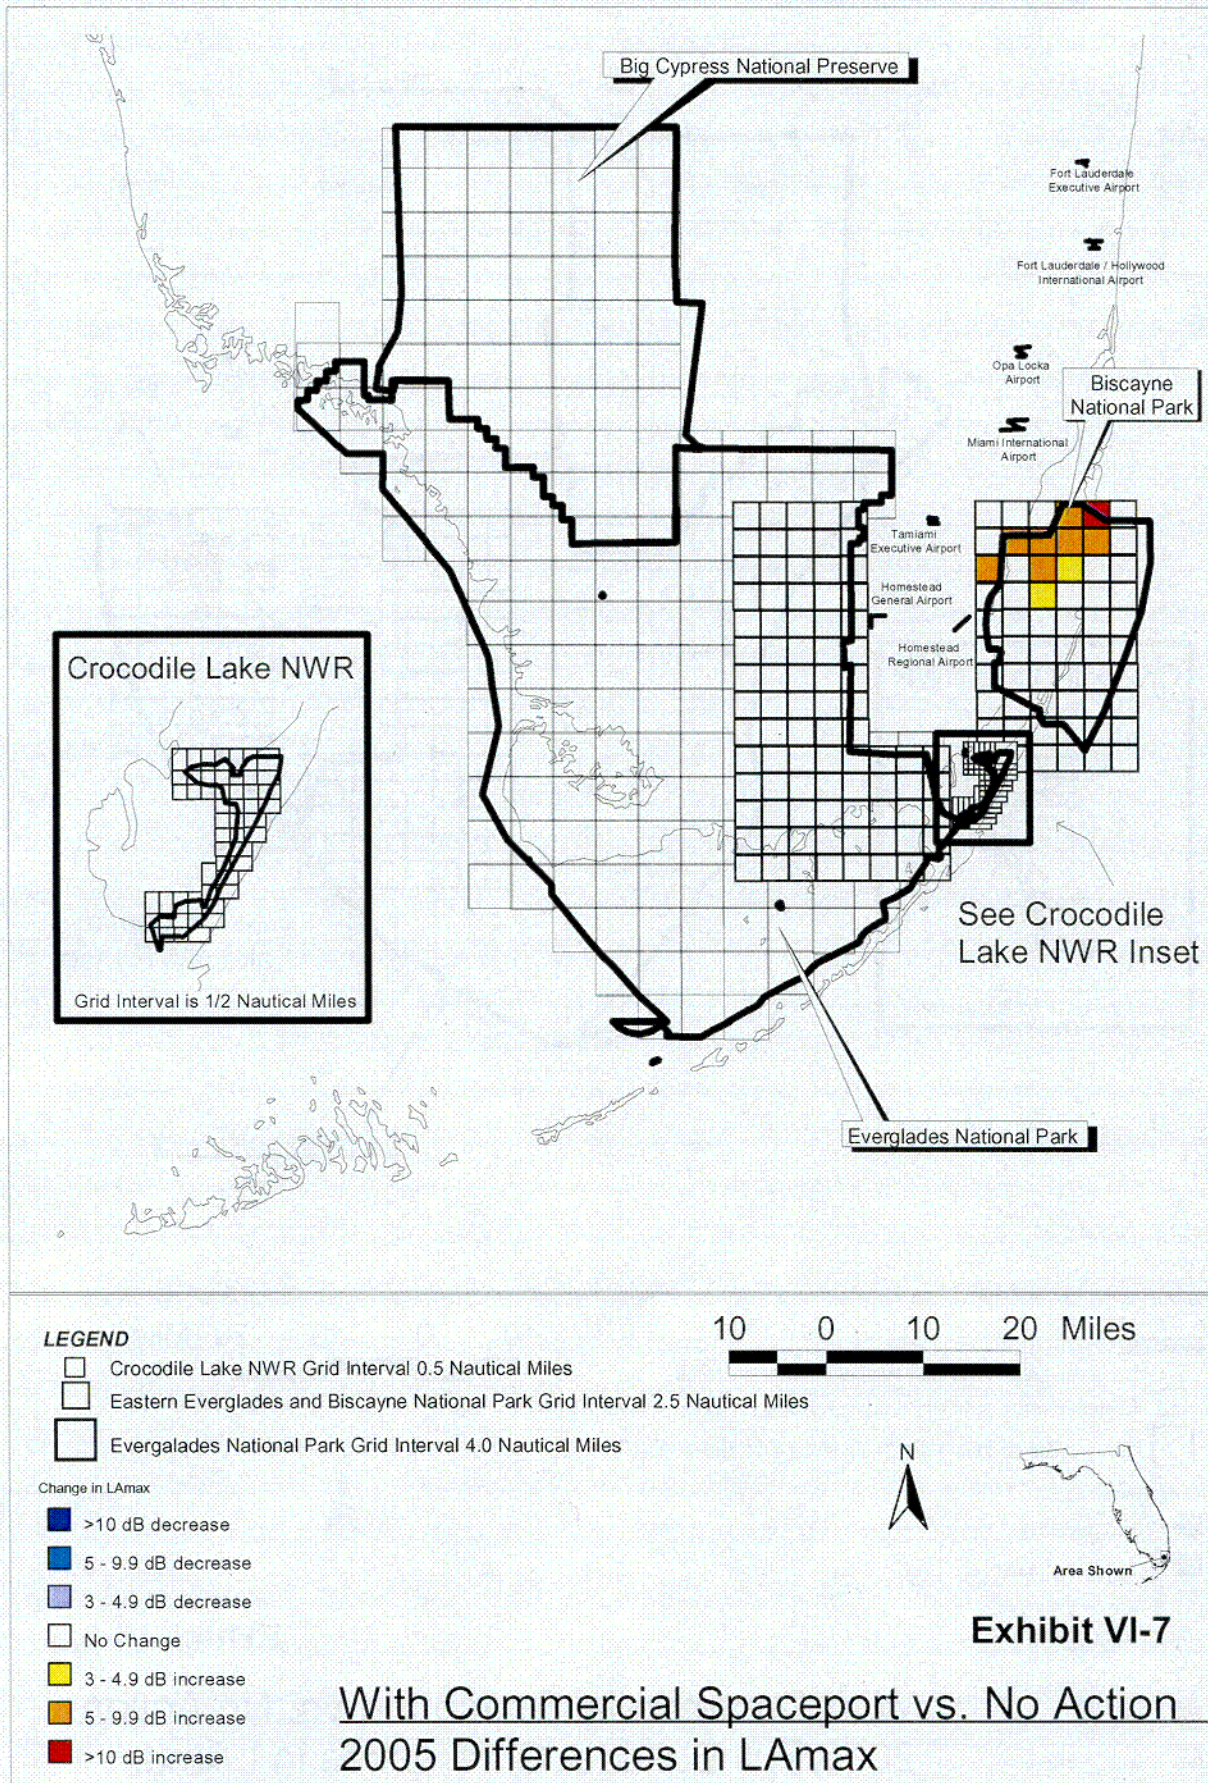 Big Cypress National Preserve
Fort Lauderdale
Executive Airport
Fort Lauderdale / Hollywood
International Airport
Opa Locka
Airport
Biscayne
National Park
Miami International
Airport
Tamiami
Executive Airport
Homestead
General Airport
Homestead
Regional Airport
Crocodile Lake NWR
Grid Interval is 1/2 Nautical Miles
See Crocodile
Lake NWR Inset
Everglades National Park
LEGEND
Crocodile Lake NWR Grid Interval 0.5 Nautical Miles
Eastern Everglades and Biscayne National Park Grid Interval 2.5 Nautical Miles
Evergalades National Park Grid Interval 4.0 Nautical Miles
10 0 10 20 Miles
N
Area Shown
Change in LAmax
>10 dB decrease
5 - 9.9 dB decrease
3 - 4.9 dB decrease
No Change
3 - 4.9 dB increase
5 - 9.9 dB increase
>10 dB increase
Exhibit VI-7
With Commercial Spaceport vs. No Action
2005 Differences in LAmax